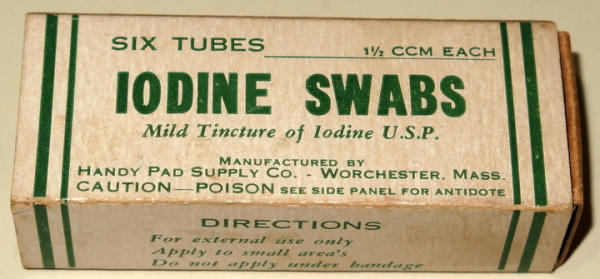 SIX TUBES 1½ CCM EACH
IODINE SWABS
Mild Tincture of Iodine U.S.P.
MANUFACTURED BY
HANDY PAD SUPPLY CO. - WORCHESTER, MASS.
CAUTION—POISON SEE SIDE PANEL FOR ANTIDOTE
DIRECTIONS
For external use only
Apply to small area's
Do not apply under bandage